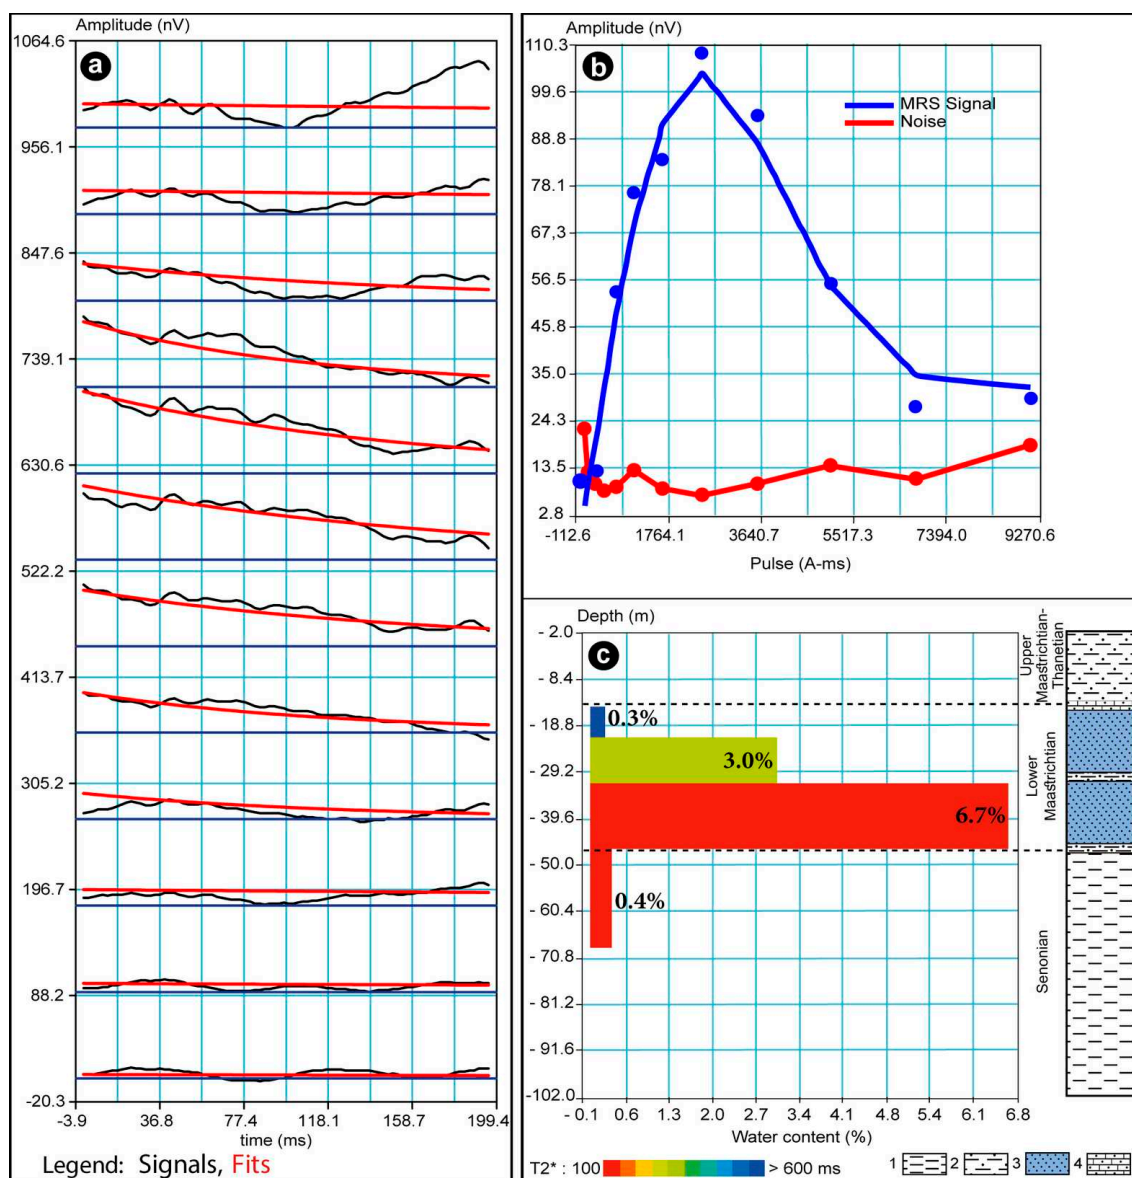 Amplitude (nV)
a
1064.6
956.1
847.6
739.1
630.6
522.2
413.7
305.2
196.7
88.2
-20.3
-3.9 36.8 77.4 118.1 158.7 199.4
time (ms)
Legend: Signals, Fits
Amplitude (nV)
b
110.3
99.6
88.8
78.1
67,3
56.5
45.8
35.0
24.3
13.5
2.8
MRS Signal
Noise
-112.6 1764.1 3640.7 5517.3 7394.0 9270.6
Pulse (A-ms)
Depth (m)
c
- 2.0
- 8.4
- 18.8
- 29.2
- 39.6
- 50.0
- 60.4
- 70.8
- 81.2
- 91.6
-102.0
0.3%
3.0%
6.7%
0.4%
Upper
Maastrichtian-
Thanetian
Lower
Maastrichtian
Senonian
- 0.1 0.6 1.3 2.0 2.7 3.4 4.1 4.8 5.4 6.1 6.8
Water content (%)
T2* : 100 > 600 ms 1 2 3 4